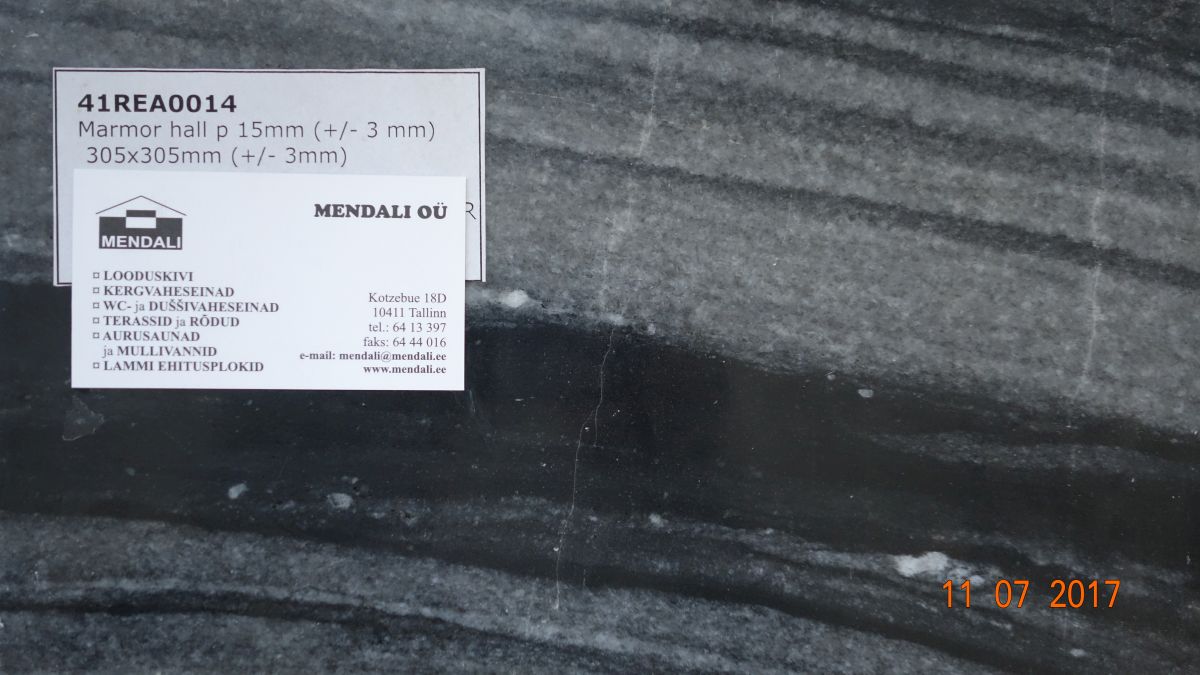 41REA0014
Marmor hall p 15mm (+/- 3 mm)
305x305mm (+/- 3mm)
R
MENDALI
MENDALI OÜ
¤ LOODUSKIVI
¤ KERGVAHESEINAD
¤ WC- ja DUŠŠIVAHESEINAD
¤ TERASSID ja RÕDUD
¤ AURUSAUNAD
ja MULLIVANNID
¤ LAMMI EHITUSPLOKID
Kotzebue 18D
10411 Tallinn
tel.: 64 13 397
faks: 64 44 016
e-mail: mendali@mendali.ee
www.mendali.ee
11 07 2017